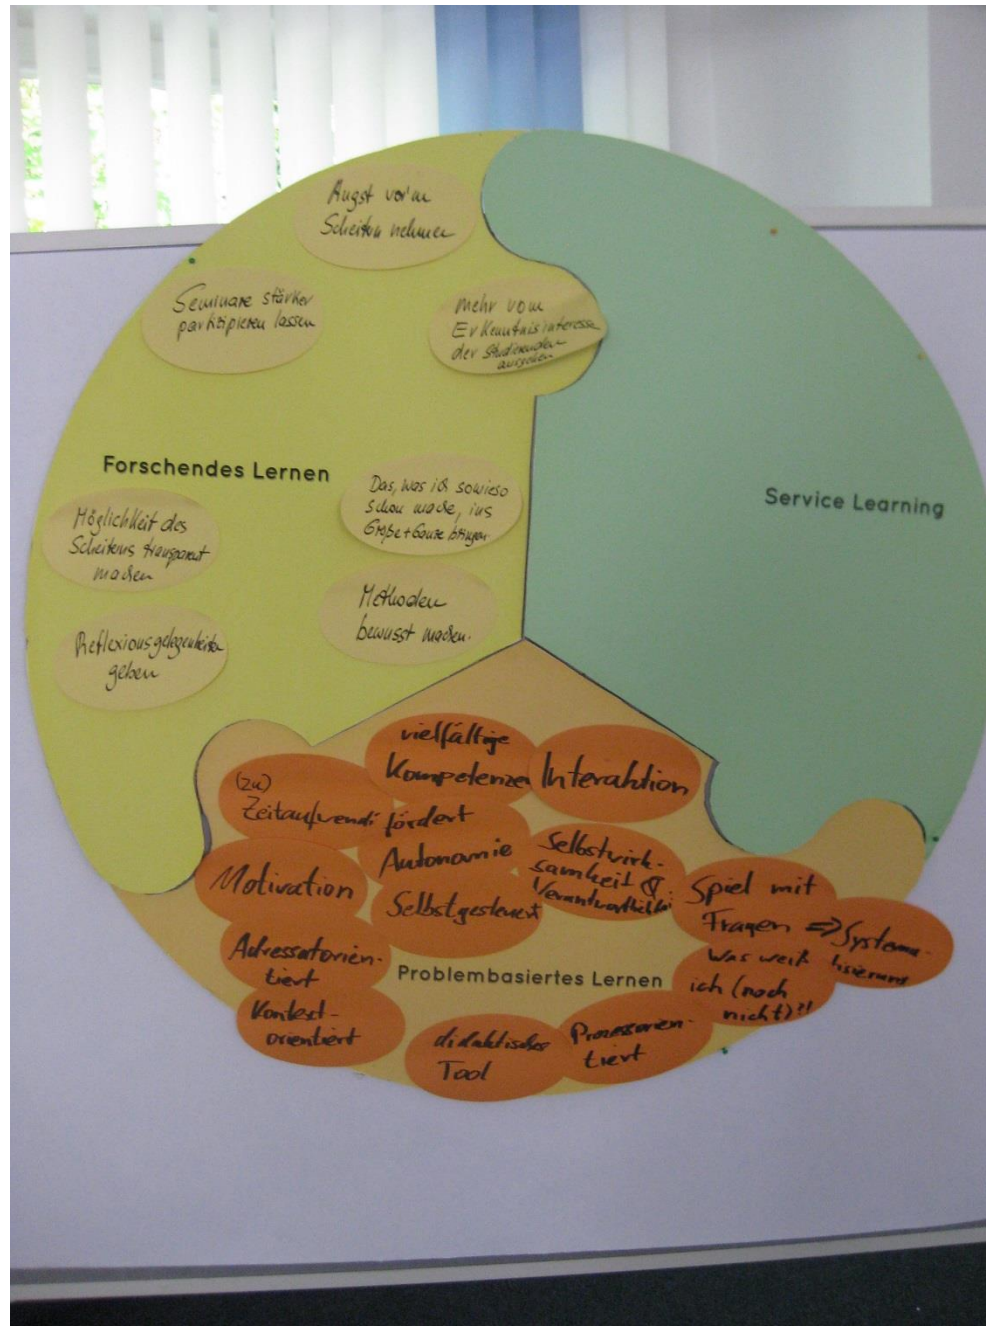 Angst vor'm
Scheitern nehmen
Seminare stärker
partizipieren lassen
mehr vom
Erkenntnisinteresse
der Studierenden
ausgehen
Forschendes Lernen
Das, was ich sowieso
schon mache, ins
Große + Ganze bringen.
Möglichkeit des
Scheiterns transparent
machen
Methoden
bewusst machen.
Reflexionsgelegenheiten
geben
Service Learning
vielfältige
Kompetenzen
fördert
Interaktion
(zu)
Zeitaufwendi
Autonomie
Selbstgesteuert
Selbstwirk-
samkeit &
Motivation
Spiel mit
Fragen => Systema-
tisierung
Was weiß
ich (noch
nicht)?!
Adressatorien-
tiert
Problembasiertes Lernen
Kontext-
orientiert
didaktisches
Tool
Prozessorien-
tiert